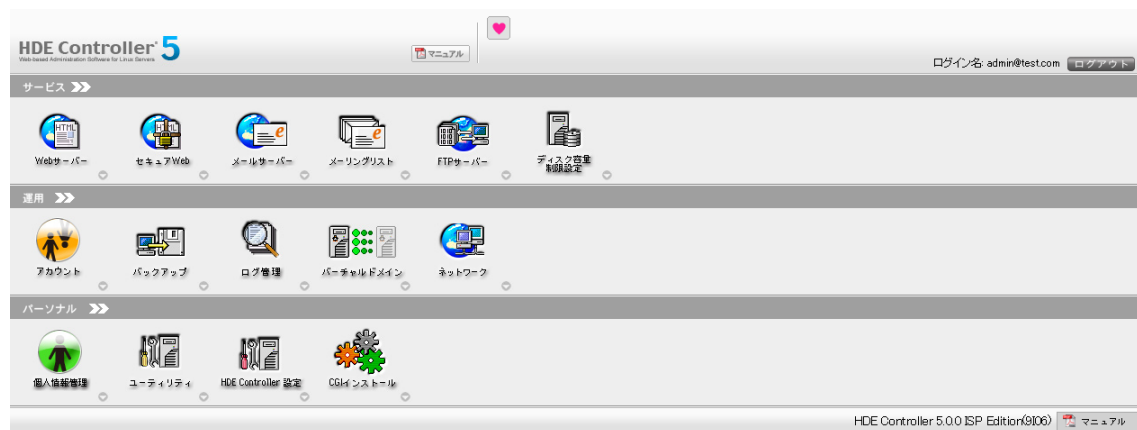 HDE Controller 5
Web-based Administration Software for Linux Servers
マニュアル
ログイン名: admin@test.com ログアウト
サービス
HTML
HTML
Webサーバー
セキュアWeb
メールサーバー
メーリングリスト
FTPサーバー
ディスク容量
制限設定
運用
アカウント
バックアップ
ログ管理
バーチャルドメイン
ネットワーク
パーソナル
個人情報管理
ユーティリティ
HDE Controller 設定
CGIインストール
HDE Controller 5.0.0 ISP Edition(9I06) マニュアル